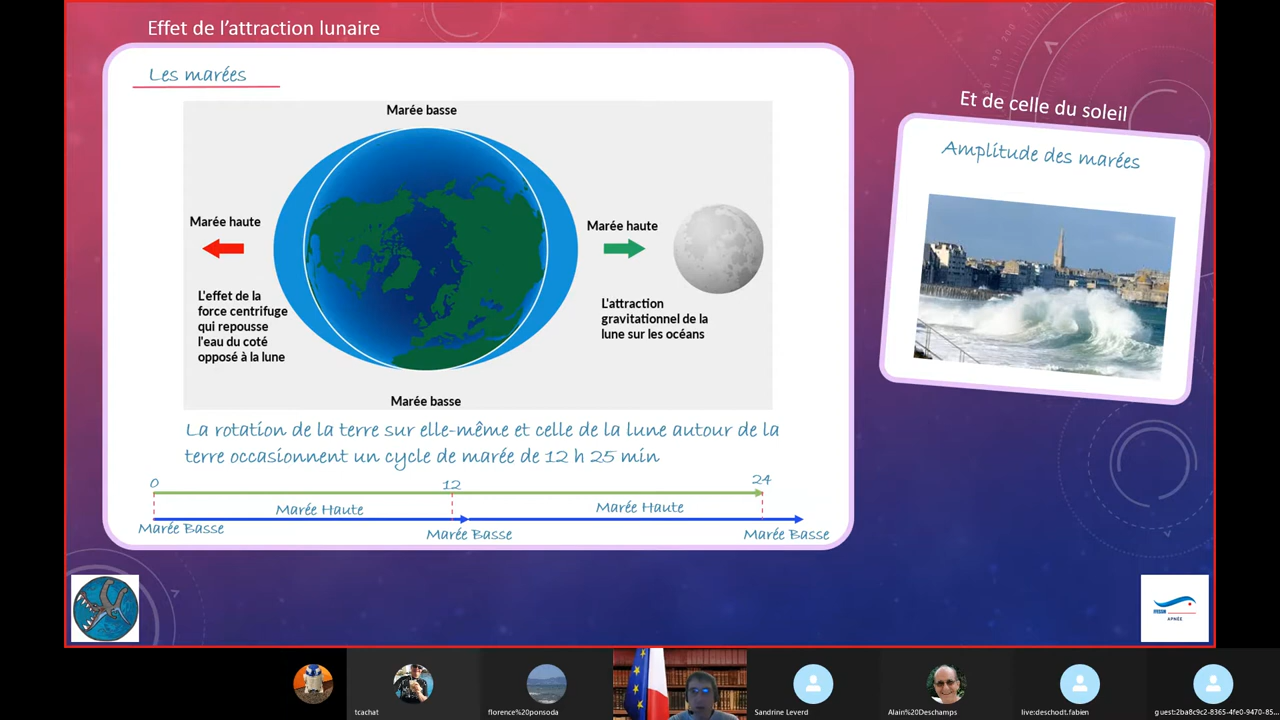 Effet de l'attraction lunaire
Les marées
Marée basse
Marée haute
L'effet de la
force centrifuge
qui repousse
l'eau du coté
opposé à la lune
Marée haute
L'attraction
gravitationnel de la
lune sur les océans
Marée basse
La rotation de la terre sur elle-même et celle de la lune autour de la
terre occasionnent un cycle de marée de 12 h 25 min
0 12 24
Marée Haute Marée Haute
Marée Basse Marée Basse Marée Basse
Et de celle du soleil
Amplitude des marées
FFESSM
APNÉE
tcachat
florence%20ponsoda
Sandrine Leverd
Alain%20Deschamps
live:deschodt.fabien
guest:2ba8c9c2-8365-4fe0-9470-85...